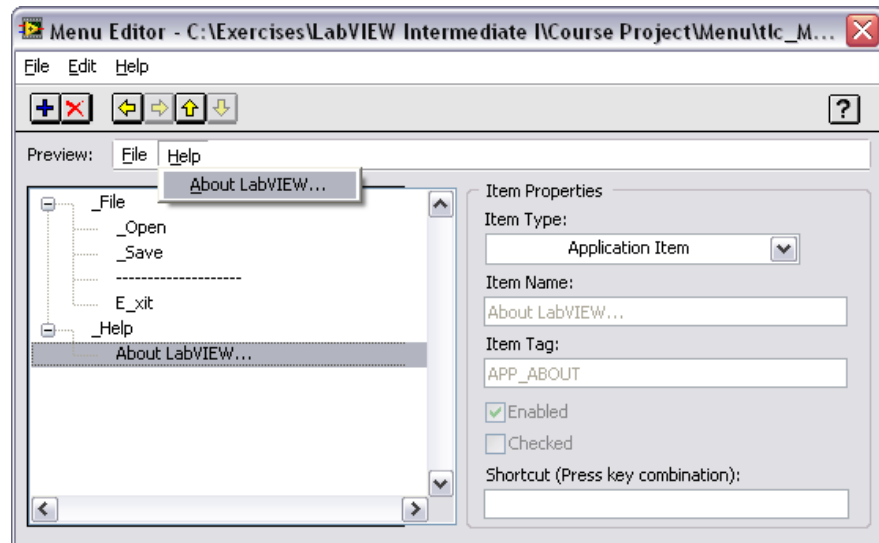 Menu Editor - C:\Exercises\LabVIEW Intermediate I\Course Project\Menu\tlc_M...
File Edit Help
?
Preview: File Help
About LabVIEW...
_File
_Open
_Save
--------------------
E_xit
_Help
About LabVIEW...
Item Properties
Item Type:
Application Item
Item Name:
About LabVIEW...
Item Tag:
APP_ABOUT
Enabled
Checked
Shortcut (Press key combination):